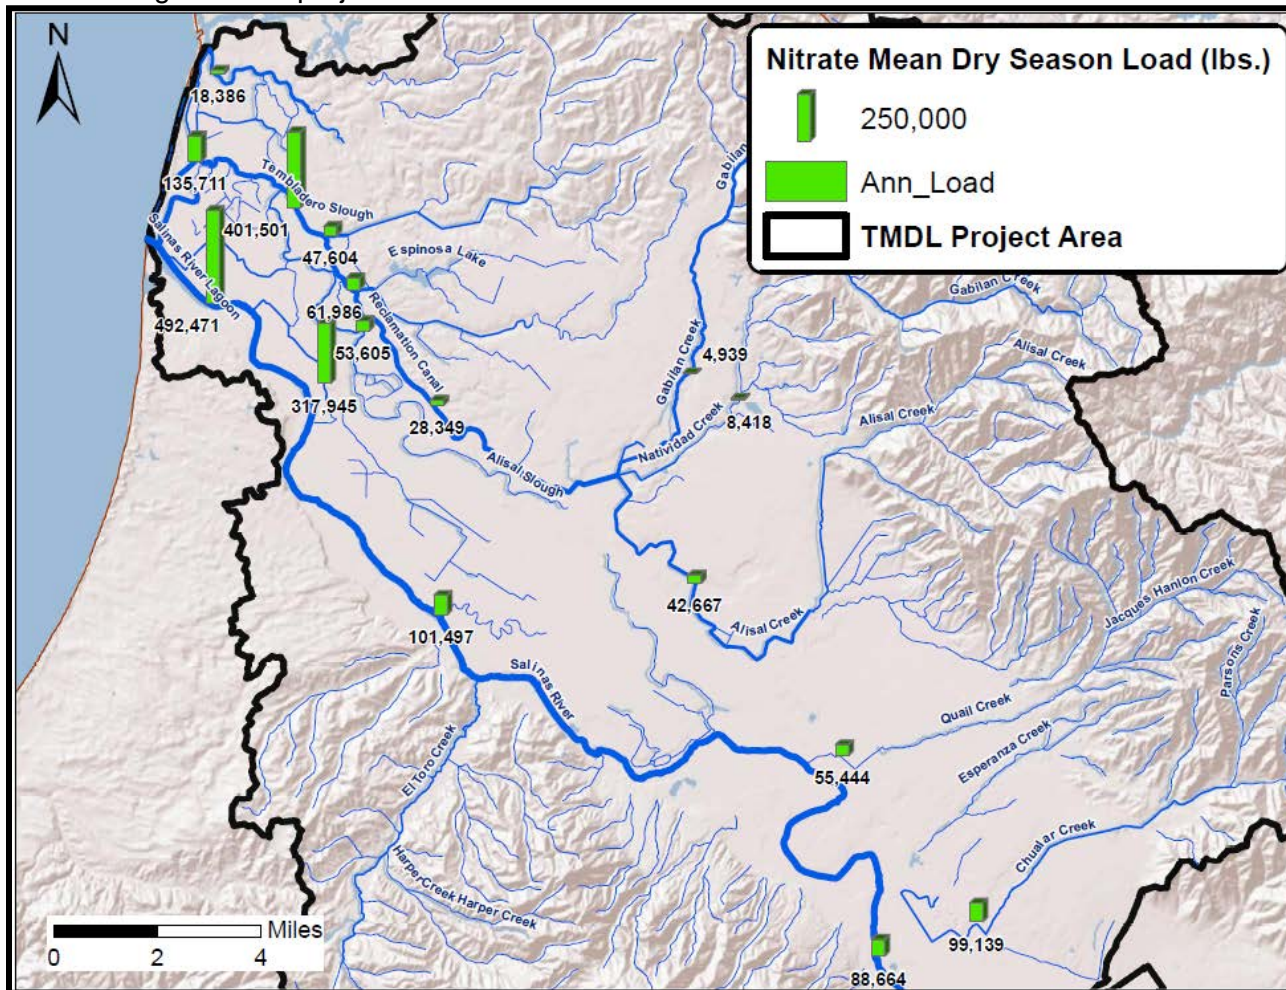 N
Nitrate Mean Dry Season Load (lbs.)
250,000
Ann_Load
TMDL Project Area
18,386
135,711
Tembladero Slough
401,501
47,604
Espinosa Lake
Salinas River Lagoon
492,471
61,986
Reclamation Canal
53,605
317,945
28,349
Alisal Slough
Gabilan
Gabilan Creek
Gabilan Creek
4,939
8,418
Natividad Creek
Alisal Creek
Alisal Creek
42,667
Alisal Creek
Jacques Hanlon Creek
Parsons Creek
101,497
Salinas River
El Toro Creek
Quail Creek
Esperanza Creek
55,444
Chualar Creek
Harper Creek
Harper Creek
99,139
88,664
Miles
0 2 4